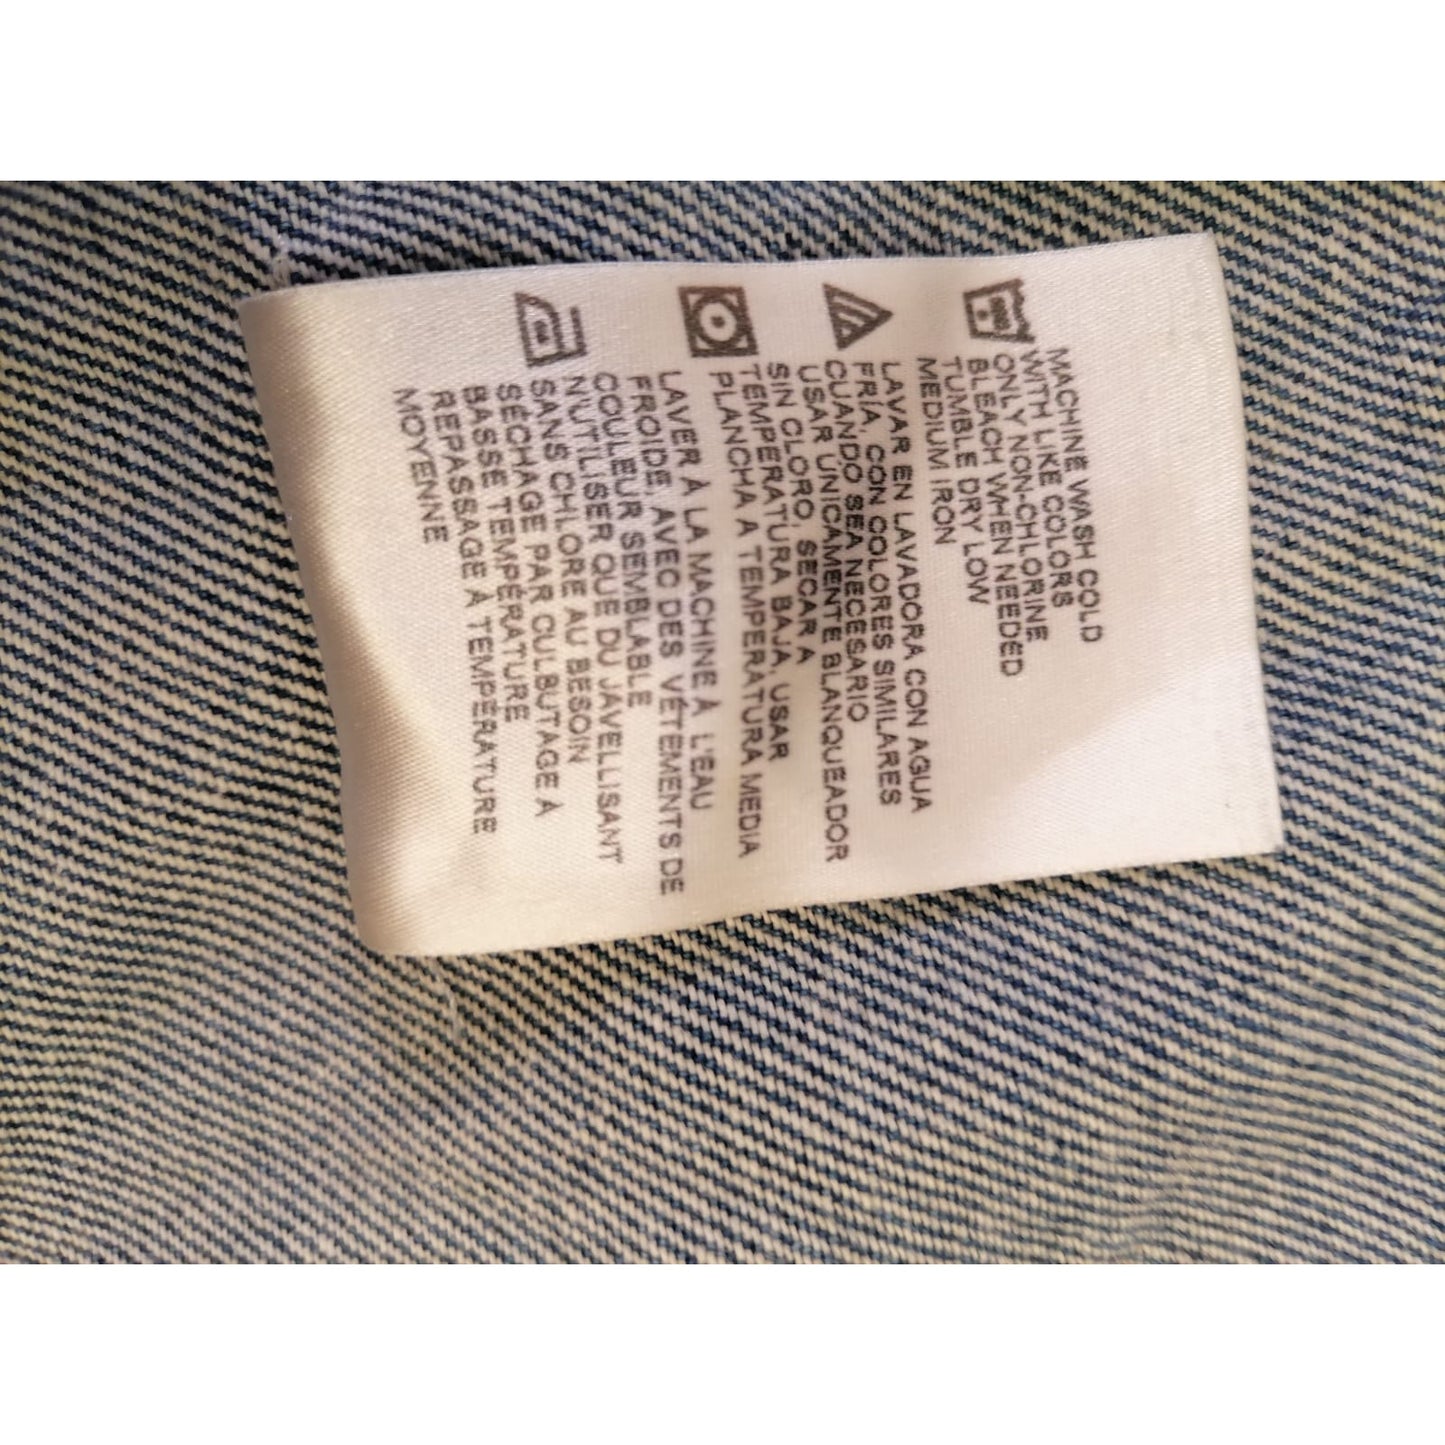 MACHINE WASH COLD
WITH LIKE COLORS
ONLY NON-CHLORINE
BLEACH WHEN NEEDED
TUMBLE DRY LOW
MEDIUM IRON
LAVAR EN LAVADORA CON AGUA
FRIA, CON COLORES SIMILARES
CUANDO SEA NECESARIO
USAR UNICAMENTE BLANQUEADOR
SIN CLORO, SECAR A
TEMPERATURA BAJA, USAR
PLANCHA A TEMPERATURA MEDIA
LAVER À LA MACHINE À L'EAU
FROIDE, AVEC DES VÊTEMENTS DE
COULEUR SEMBLABLE
N'UTILISER QUE DU JAVELLISANT
SANS CHLORE AU BESOIN
SÉCHAGE PAR CULBUTAGE À
BASSE TEMPÉRATURE
REPASSAGE À TEMPÉRATURE
MOYENNE